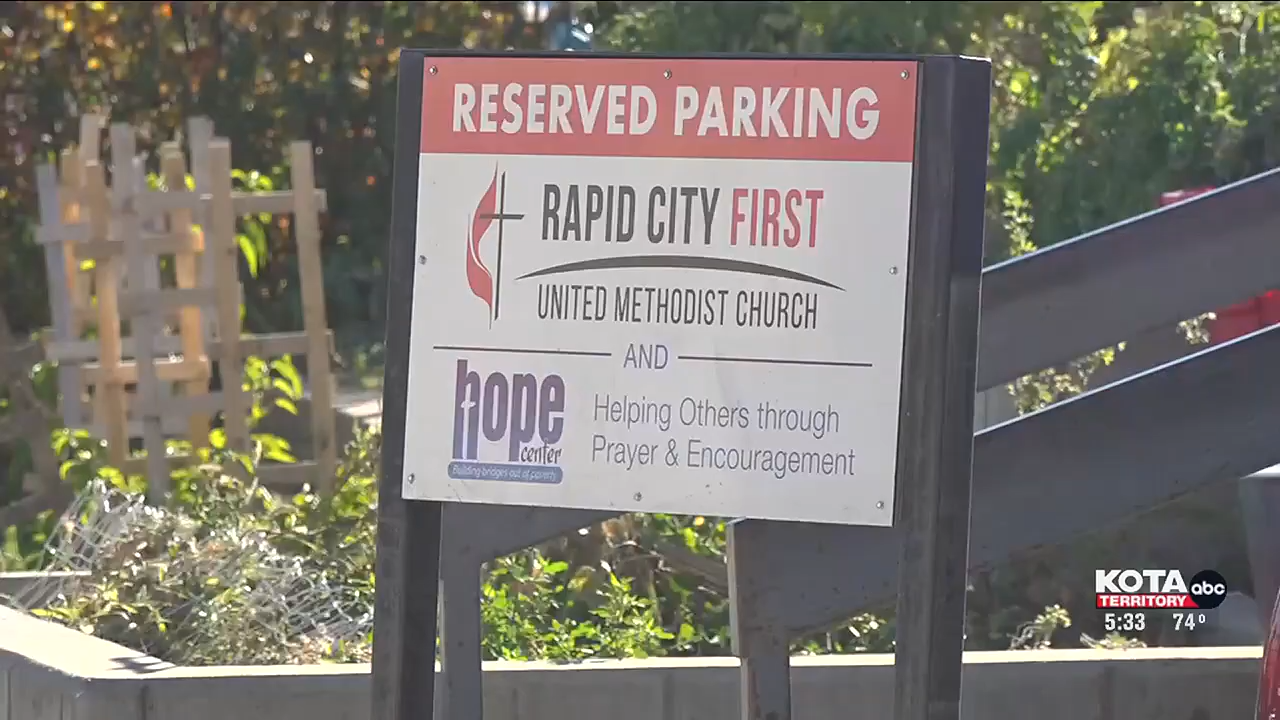 RESERVED PARKING
RAPID CITY FIRST
UNITED METHODIST CHURCH
AND
hope
center
Building bridges out of poverty
Helping Others through
Prayer & Encouragement
KOTA abc
TERRITORY
5:33 74°